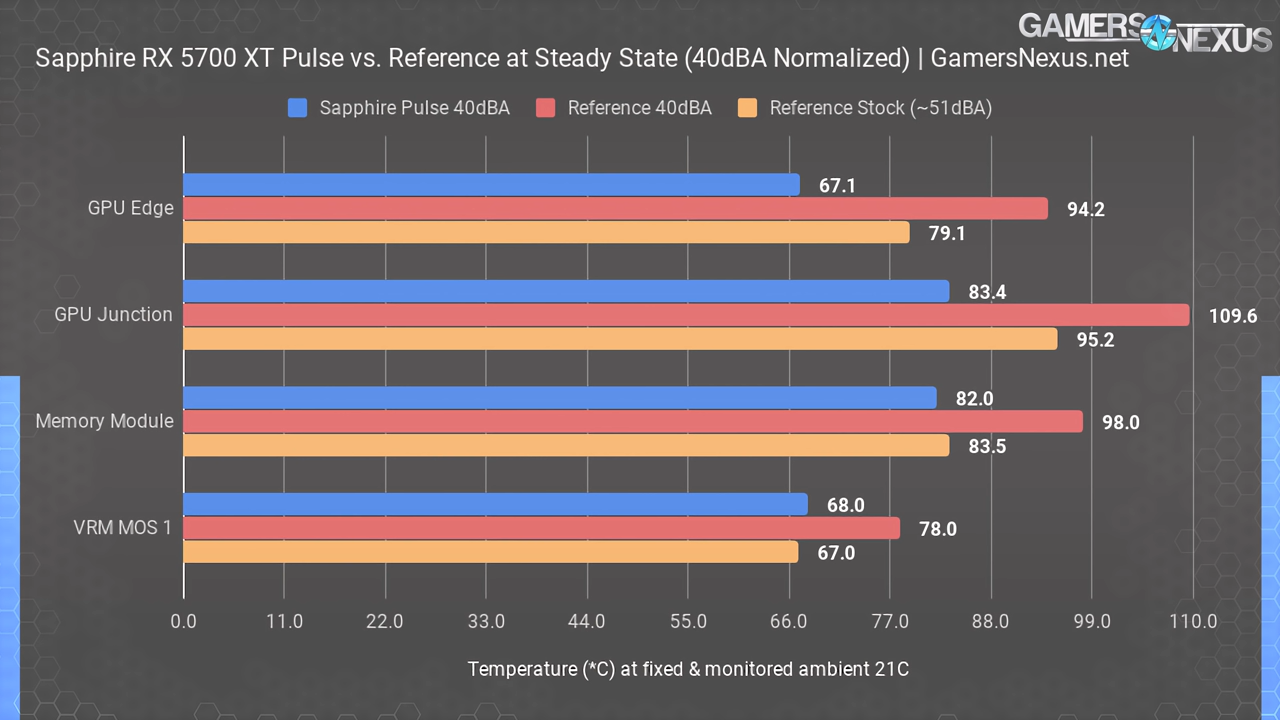 GAMERS NEXUS
Sapphire RX 5700 XT Pulse vs. Reference at Steady State (40dBA Normalized) | GamersNexus.net
Sapphire Pulse 40dBA
Reference 40dBA
Reference Stock (~51dBA)
GPU Edge
67.1
94.2
79.1
GPU Junction
83.4
109.6
95.2
Memory Module
82.0
98.0
83.5
VRM MOS 1
68.0
78.0
67.0
0.0 11.0 22.0 33.0 44.0 55.0 66.0 77.0 88.0 99.0 110.0
Temperature (*C) at fixed & monitored ambient 21C